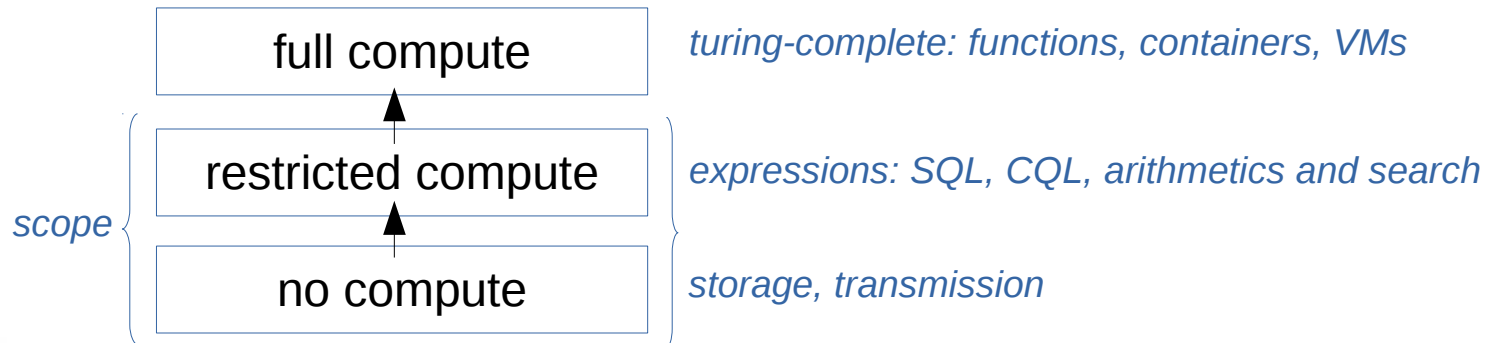 full compute
turing-complete: functions, containers, VMs
restricted compute
expressions: SQL, CQL, arithmetics and search
scope
no compute
storage, transmission